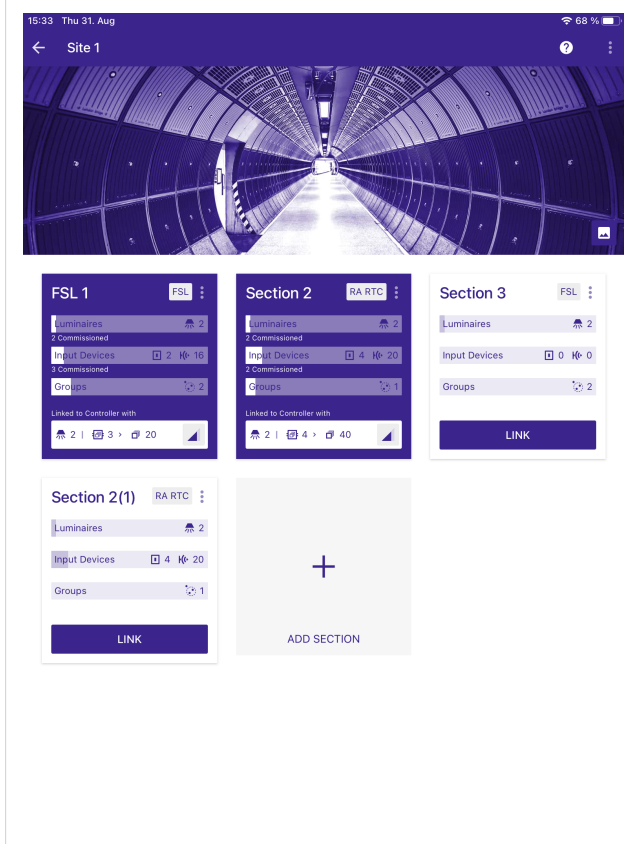 15:33 Thu 31. Aug
68 %
Site 1
FSL 1
FSL
Luminaires
2
2 Commissioned
Input Devices
2
16
3 Commissioned
Groups
2
Linked to Controller with
2 | 3 > 20
Section 2
RA RTC
Luminaires
2
2 Commissioned
Input Devices
4
20
2 Commissioned
Groups
1
Linked to Controller with
2 | 4 > 40
Section 3
FSL
Luminaires
2
Input Devices
0
0
Groups
2
LINK
Section 2(1)
RA RTC
Luminaires
2
Input Devices
4
20
Groups
1
LINK
ADD SECTION